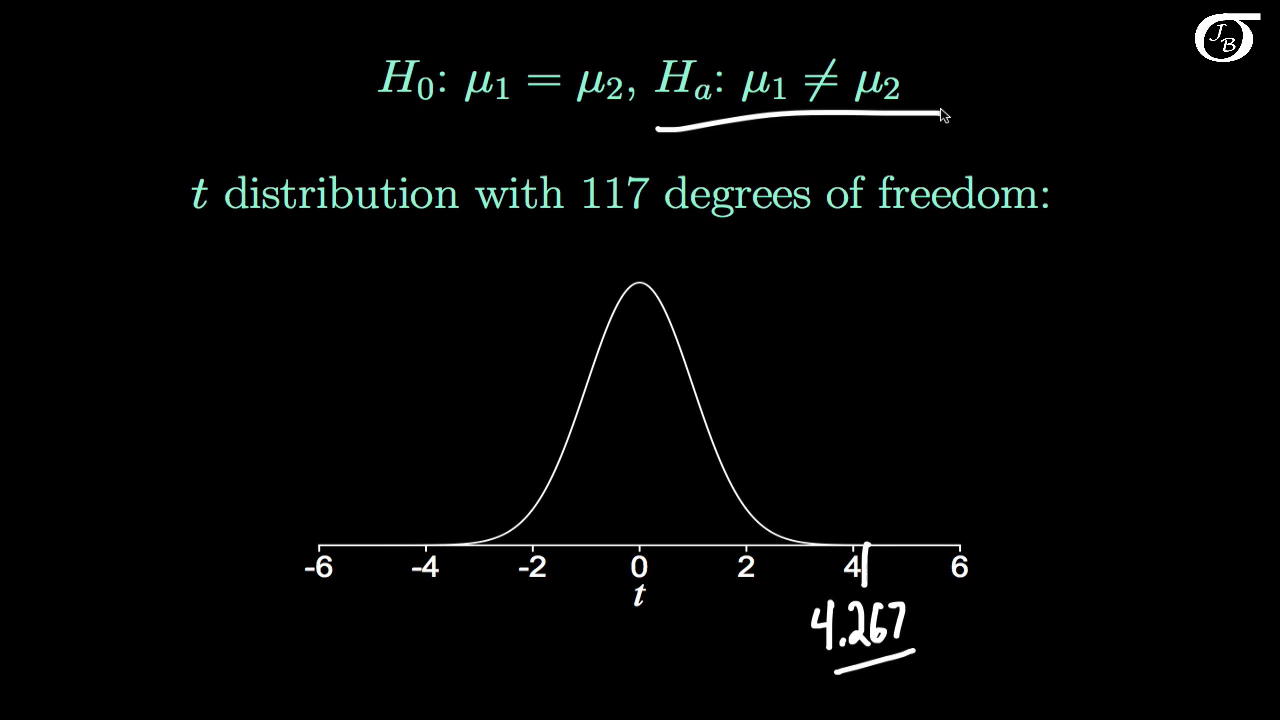 JB
H₀: μ₁ = μ₂, Hₐ: μ₁ ≠ μ₂
t distribution with 117 degrees of freedom:
-6 -4 -2 0 2 4 6
t
4.267